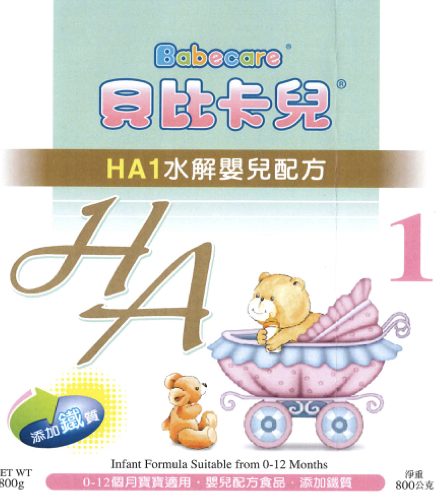 Babecare®
貝比卡兒®
HA1水解嬰兒配方
HA
1
添加鐵質
Infant Formula Suitable from 0-12 Months
ET WT
800g
0-12個月寶寶適用・嬰兒配方食品・添加鐵質
淨重
800公克